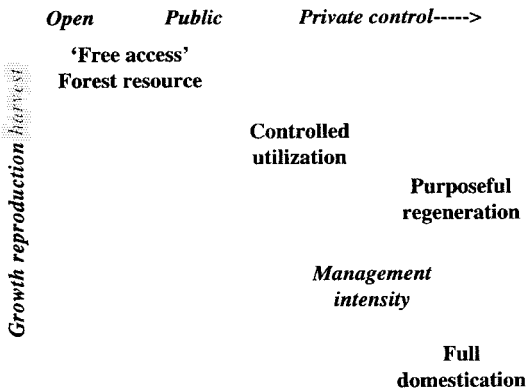 Open Public Private control----->
‘Free access’
Forest resource
Controlled
utilization
Purposeful
regeneration
Management
intensity
Full
domestication
Growth reproduction harvest